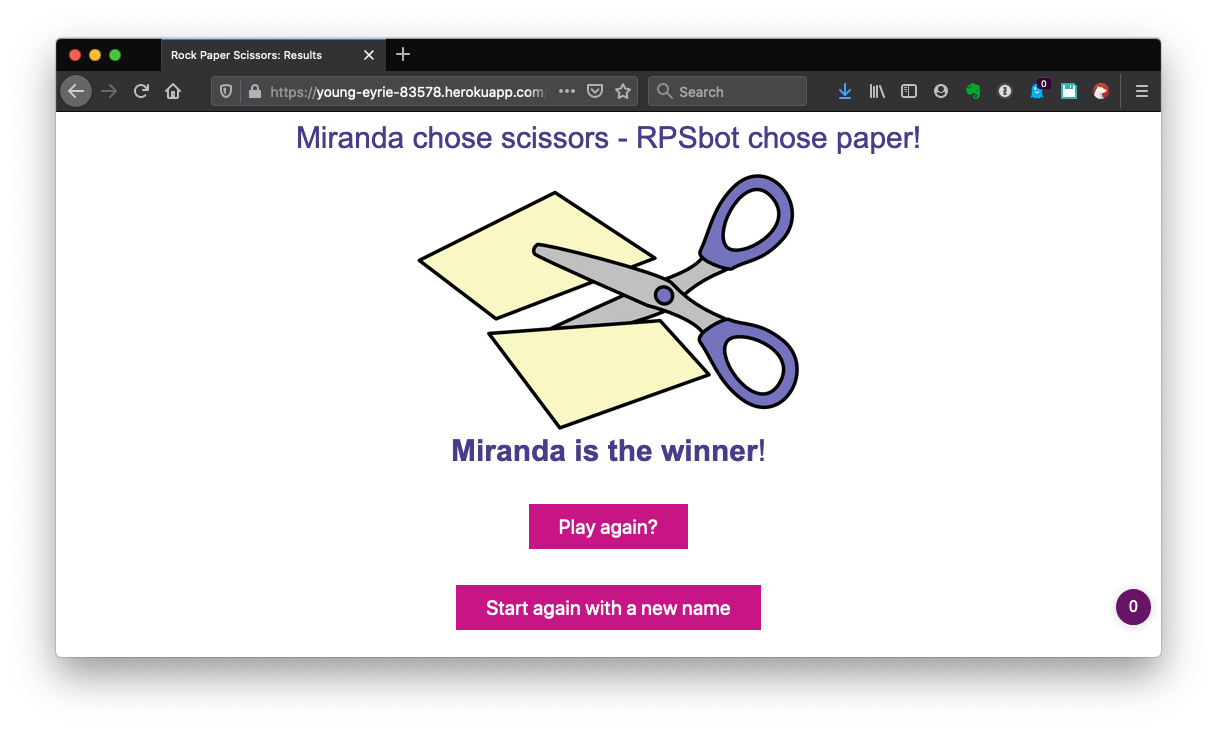 Rock Paper Scissors: Results
https://young-eyrie-83578.herokuapp.com/
Search
0
Miranda chose scissors - RPSbot chose paper!
Miranda is the winner!
Play again?
Start again with a new name
0